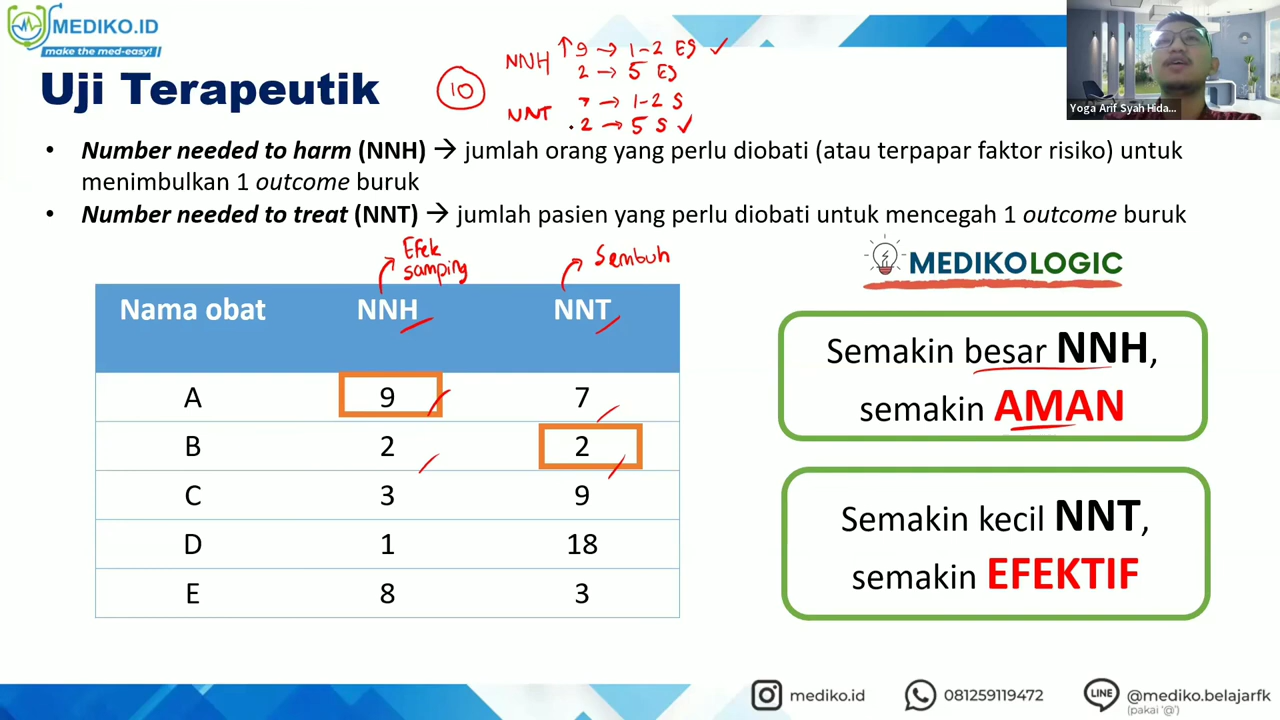 MEDIKO.ID
make the med-easy!
Uji Terapeutik
10
NNH ↑9 → 1-2 ES ✓
2 → 5 ES
NNT 7 → 1-2 S
2 → 5 S ✓
Yoga Arif Syah Hida...
• Number needed to harm (NNH) → jumlah orang yang perlu diobati (atau terpapar faktor risiko) untuk
menimbulkan 1 outcome buruk
• Number needed to treat (NNT) → jumlah pasien yang perlu diobati untuk mencegah 1 outcome buruk
Efek
samping
Sembuh
Nama obat NNH NNT
A 9 7
B 2 2
C 3 9
D 1 18
E 8 3
MEDIKOLOGIC
Semakin besar NNH,
semakin AMAN
Semakin kecil NNT,
semakin EFEKTIF
mediko.id
081259119472
LINE
@mediko.belajarfk
(pakai '@')